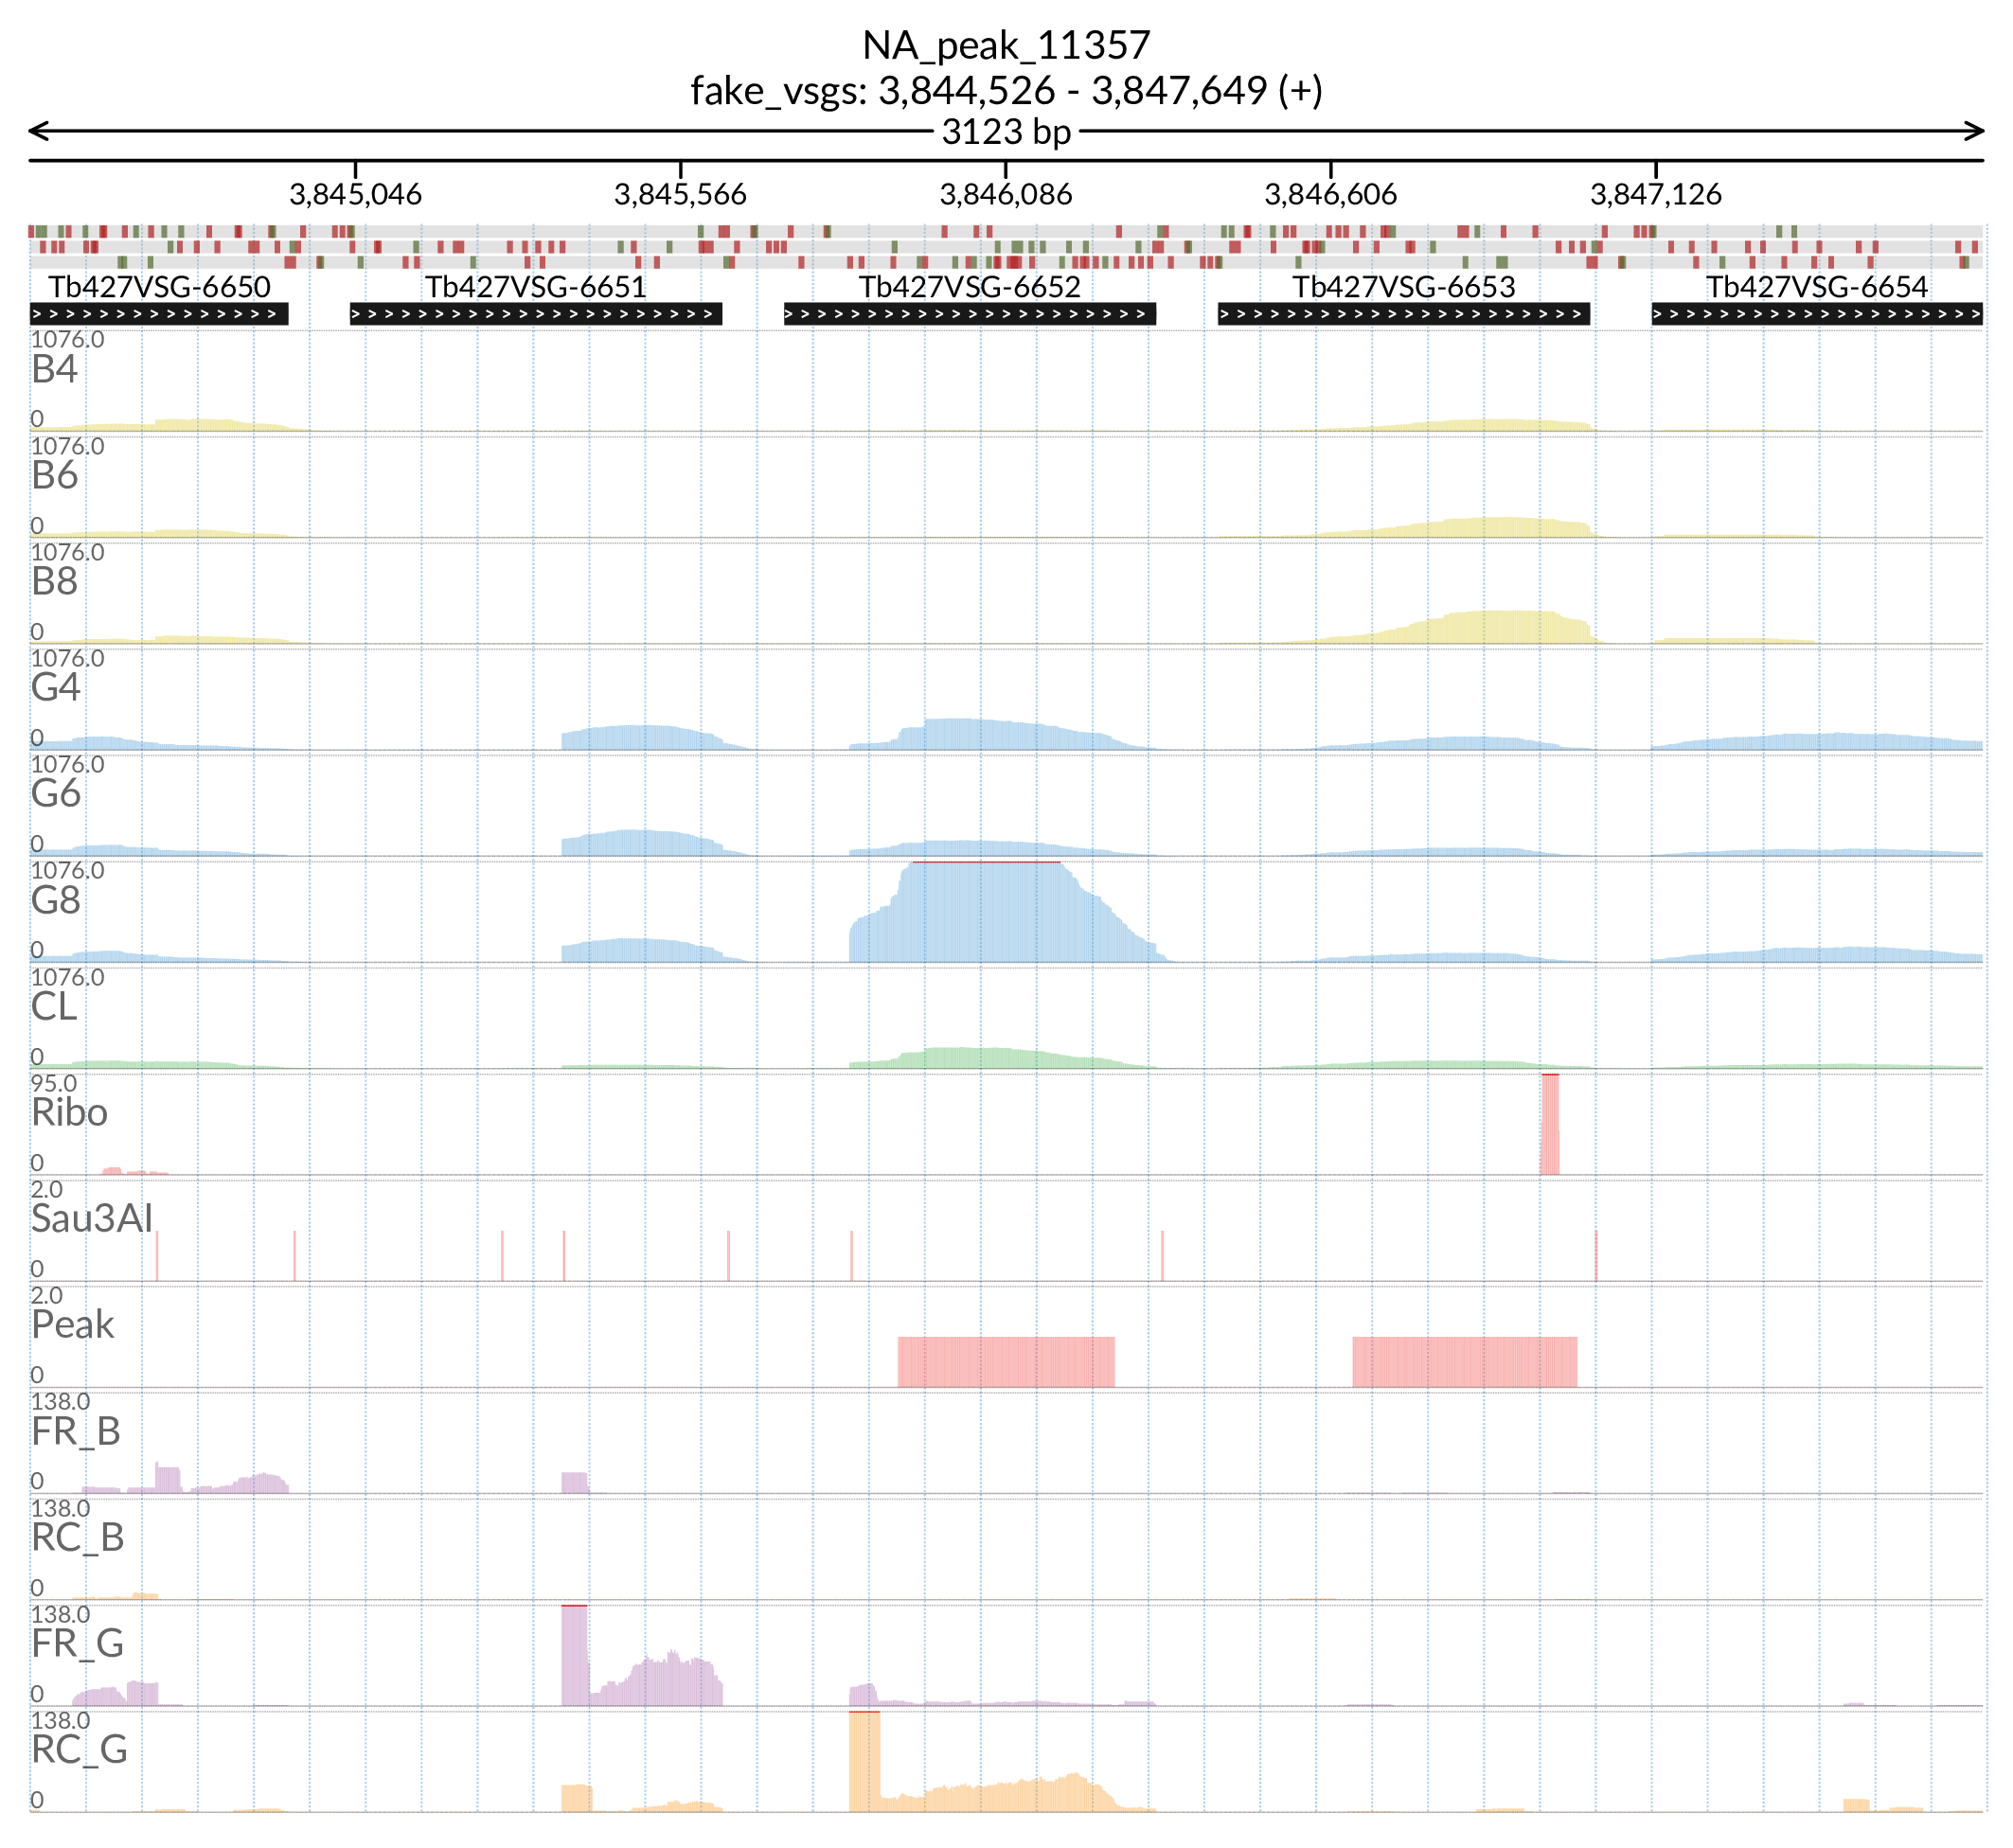 NA_peak_11357
fake_vsgs: 3,844,526 - 3,847,649 (+)
3123 bp
3,845,046 3,845,566 3,846,086 3,846,606 3,847,126
Tb427VSG-6650 Tb427VSG-6651 Tb427VSG-6652 Tb427VSG-6653 Tb427VSG-6654
1076.0
B4
0
1076.0
B6
0
1076.0
B8
0
1076.0
G4
0
1076.0
G6
0
1076.0
G8
0
1076.0
CL
0
95.0
Ribo
0
2.0
Sau3AI
0
2.0
Peak
0
138.0
FR_B
0
138.0
RC_B
0
138.0
FR_G
0
138.0
RC_G
0